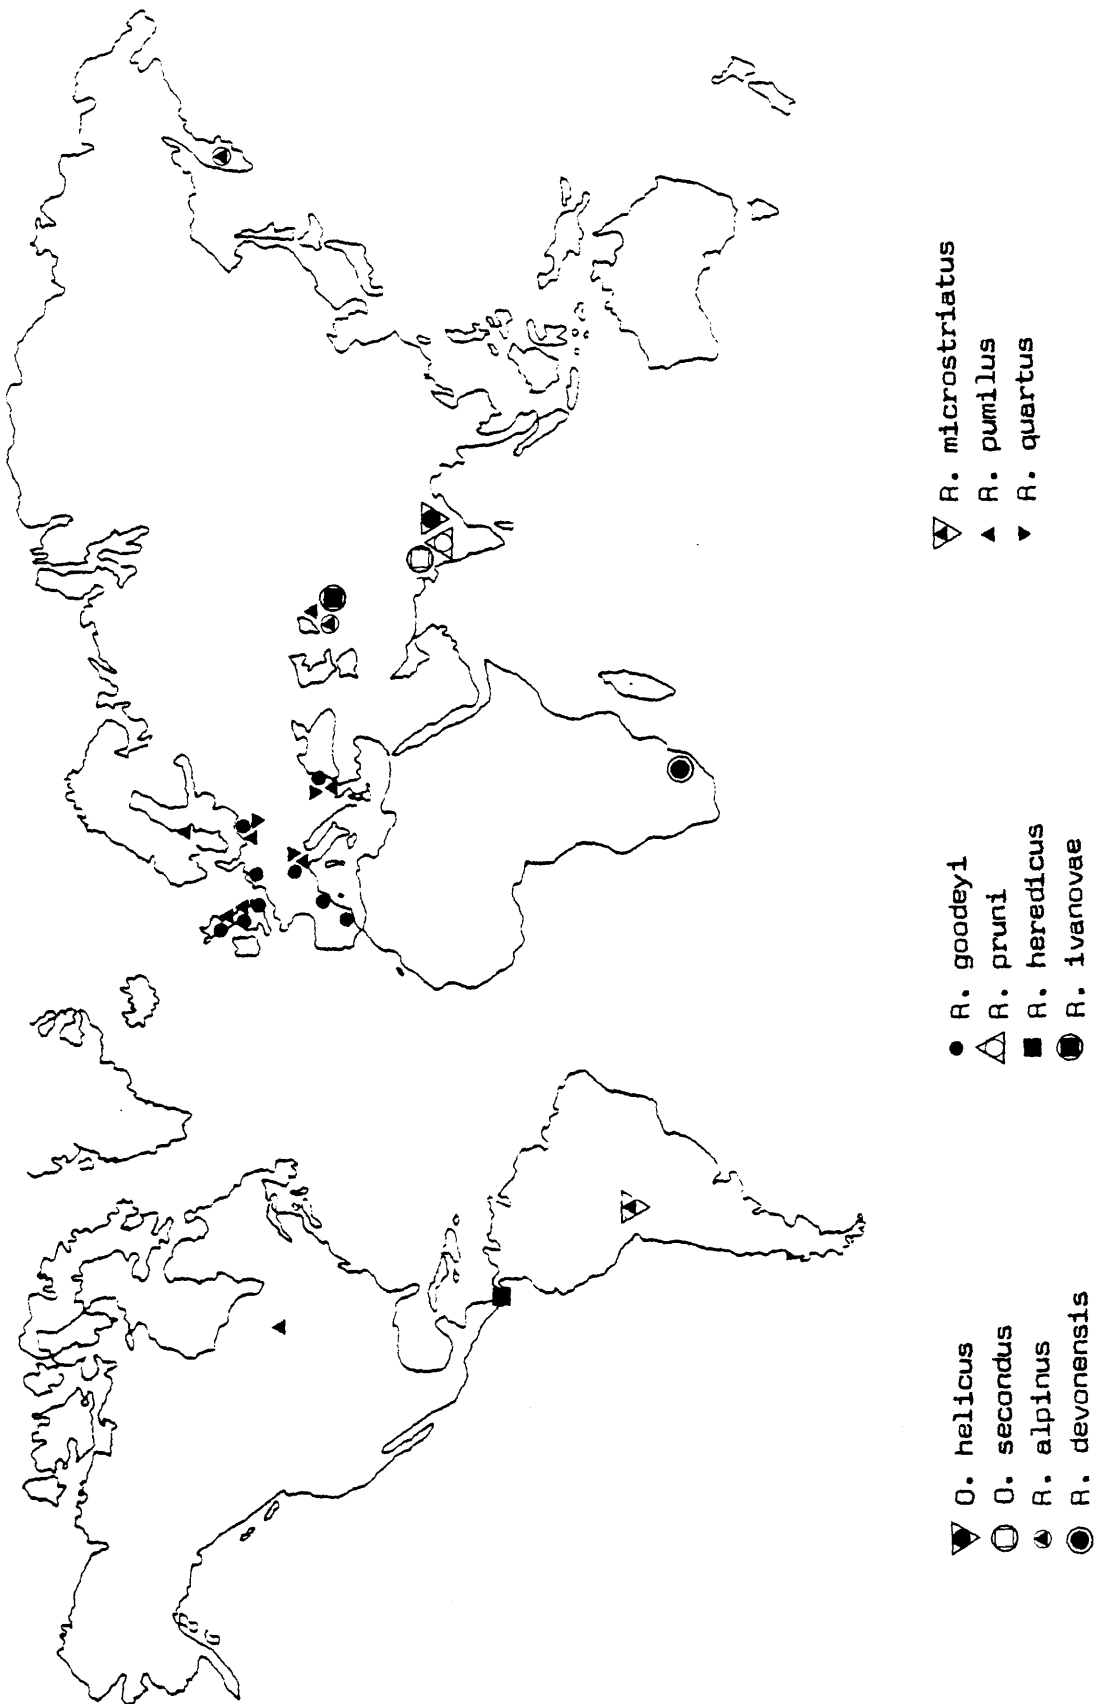 O. helicus
O. secondus
R. alpinus
R. devonensis
R. goodeyi
R. pruni
R. heredicus
R. ivanovae
R. microstriatus
R. pumilus
R. quartus